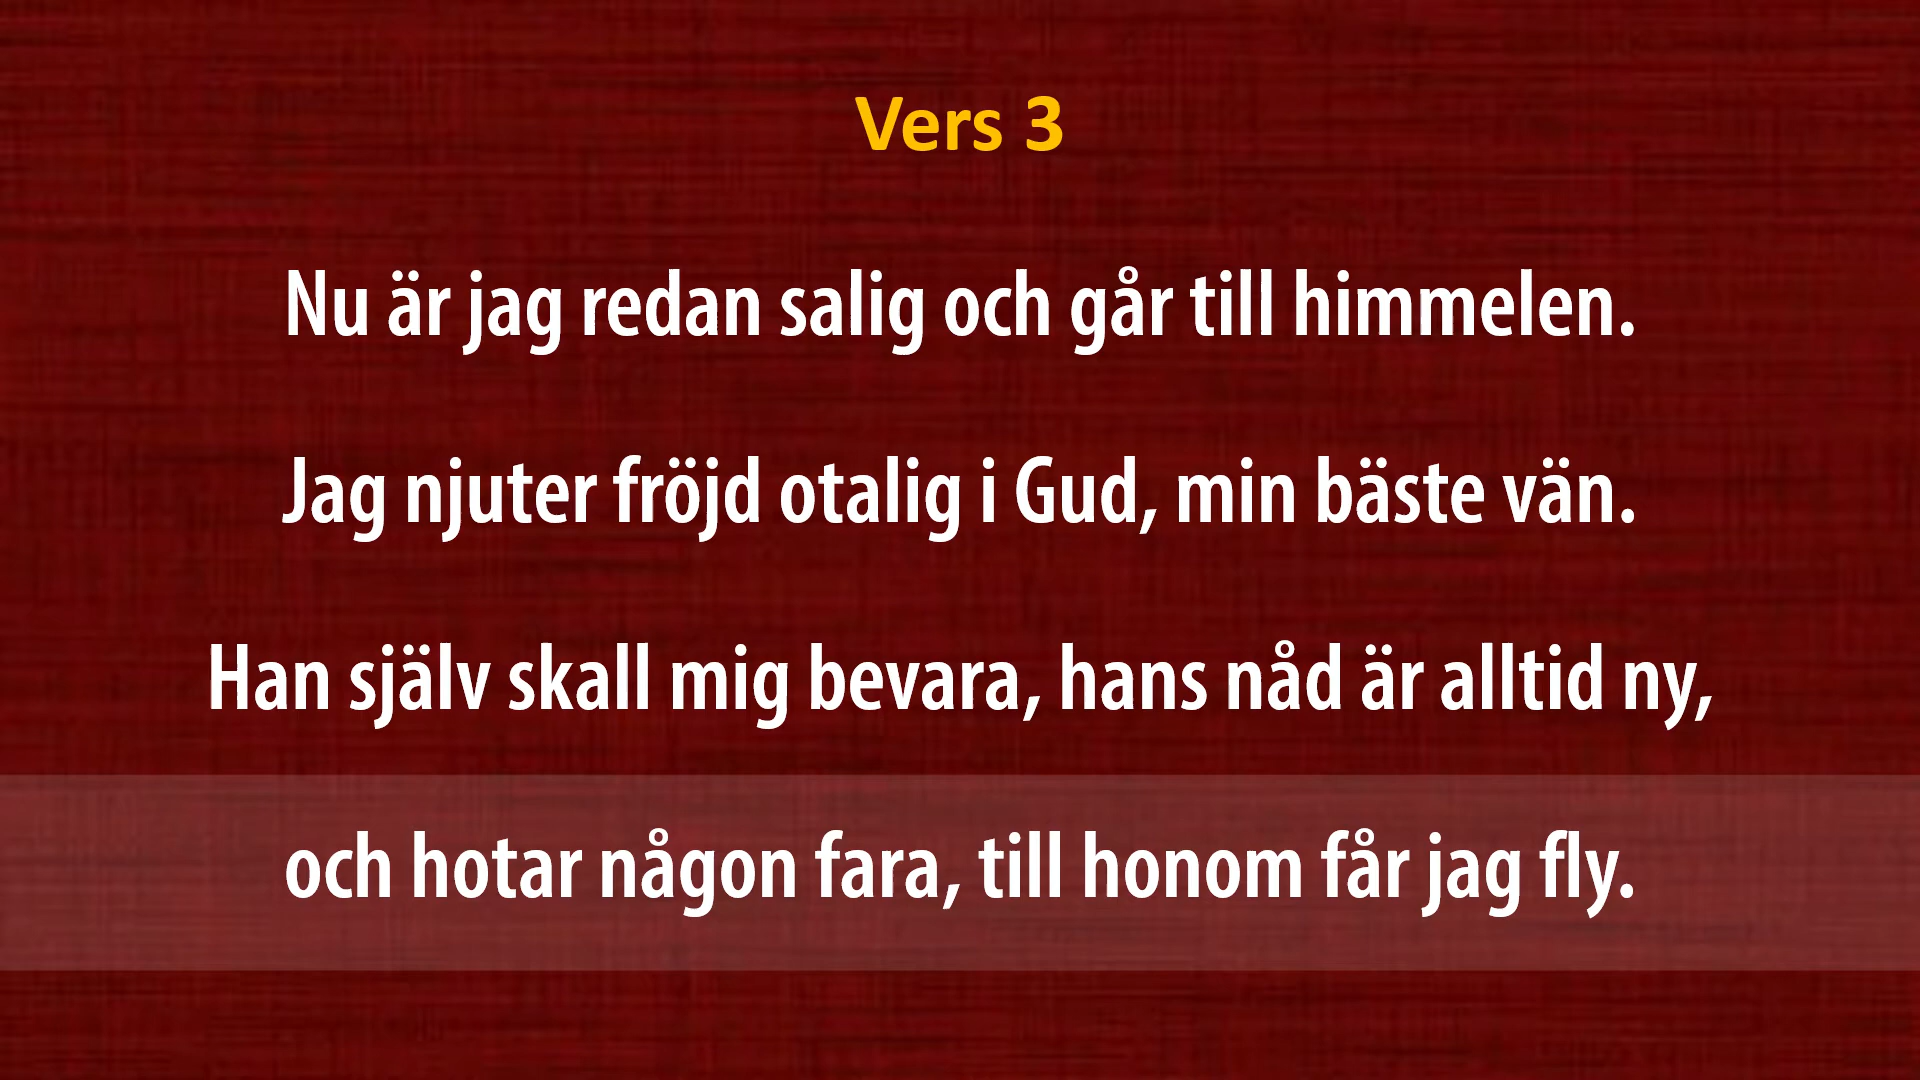 Vers 3
Nu är jag redan salig och går till himmelen.
Jag njuter fröjd otalig i Gud, min bäste vän.
Han själv skall mig bevara, hans nåd är alltid ny,
och hotar någon fara, till honom får jag fly.